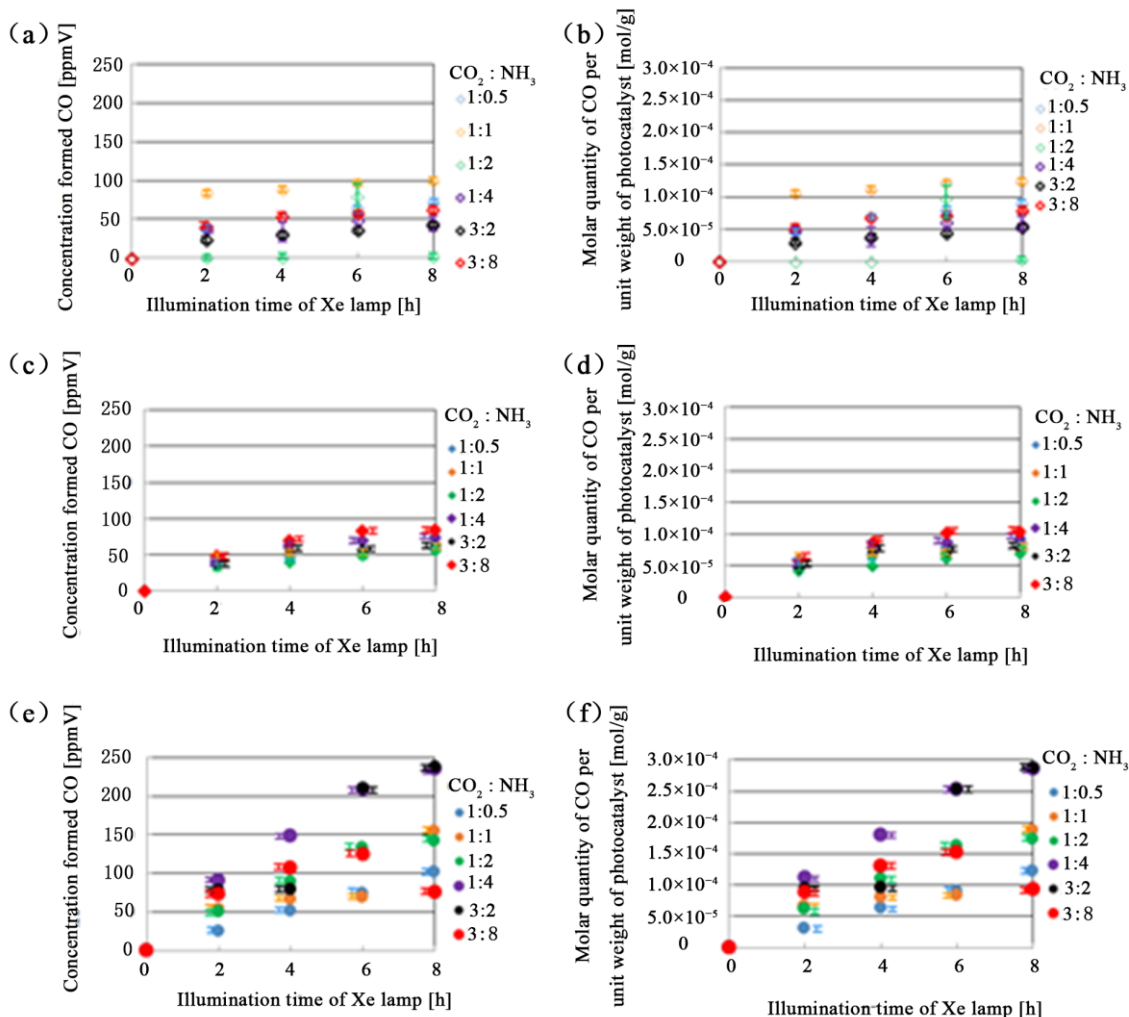 （a）
Concentration formed CO [ppmV]
250
200
150
100
50
0
0 2 4 6 8
Illumination time of Xe lamp [h]
CO₂ : NH₃
1:0.5
1:1
1:2
1:4
3:2
3:8
（b）
Molar quantity of CO per
unit weight of photocatalyst [mol/g]
3.0×10⁻⁴
2.5×10⁻⁴
2.0×10⁻⁴
1.5×10⁻⁴
1.0×10⁻⁴
5.0×10⁻⁵
0
0 2 4 6 8
Illumination time of Xe lamp [h]
CO₂ : NH₃
1:0.5
1:1
1:2
1:4
3:2
3:8
（c）
Concentration formed CO [ppmV]
250
200
150
100
50
0
0 2 4 6 8
Illumination time of Xe lamp [h]
CO₂ : NH₃
1:0.5
1:1
1:2
1:4
3:2
3:8
（d）
Molar quantity of CO per
unit weight of photocatalyst [mol/g]
3.0×10⁻⁴
2.5×10⁻⁴
2.0×10⁻⁴
1.5×10⁻⁴
1.0×10⁻⁴
5.0×10⁻⁵
0
0 2 4 6 8
Illumination time of Xe lamp [h]
CO₂ : NH₃
1:0.5
1:1
1:2
1:4
3:2
3:8
（e）
Concentration formed CO [ppmV]
250
200
150
100
50
0
0 2 4 6 8
Illumination time of Xe lamp [h]
CO₂ : NH₃
1:0.5
1:1
1:2
1:4
3:2
3:8
（f）
Molar quantity of CO per
unit weight of photocatalyst [mol/g]
3.0×10⁻⁴
2.5×10⁻⁴
2.0×10⁻⁴
1.5×10⁻⁴
1.0×10⁻⁴
5.0×10⁻⁵
0
0 2 4 6 8
Illumination time of Xe lamp [h]
CO₂ : NH₃
1:0.5
1:1
1:2
1:4
3:2
3:8